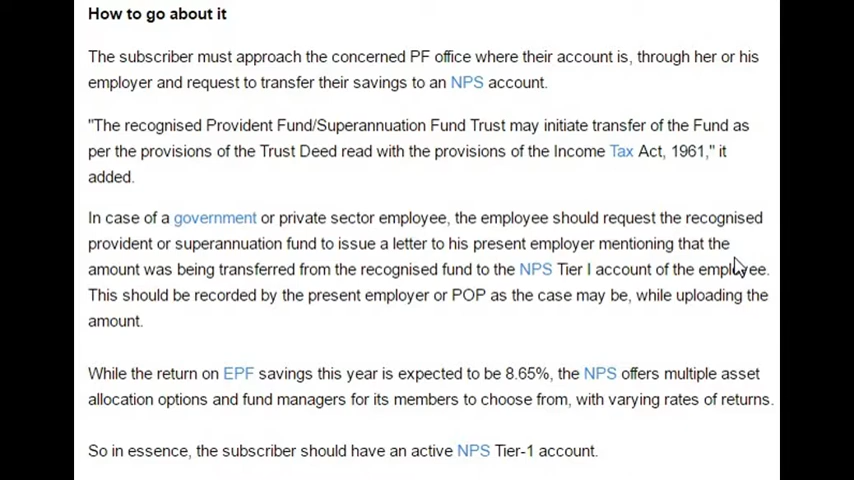 How to go about it
The subscriber must approach the concerned PF office where their account is, through her or his
employer and request to transfer their savings to an NPS account.
"The recognised Provident Fund/Superannuation Fund Trust may initiate transfer of the Fund as
per the provisions of the Trust Deed read with the provisions of the Income Tax Act, 1961," it
added.
In case of a government or private sector employee, the employee should request the recognised
provident or superannuation fund to issue a letter to his present employer mentioning that the
amount was being transferred from the recognised fund to the NPS Tier I account of the employee.
This should be recorded by the present employer or POP as the case may be, while uploading the
amount.
While the return on EPF savings this year is expected to be 8.65%, the NPS offers multiple asset
allocation options and fund managers for its members to choose from, with varying rates of returns.
So in essence, the subscriber should have an active NPS Tier-1 account.